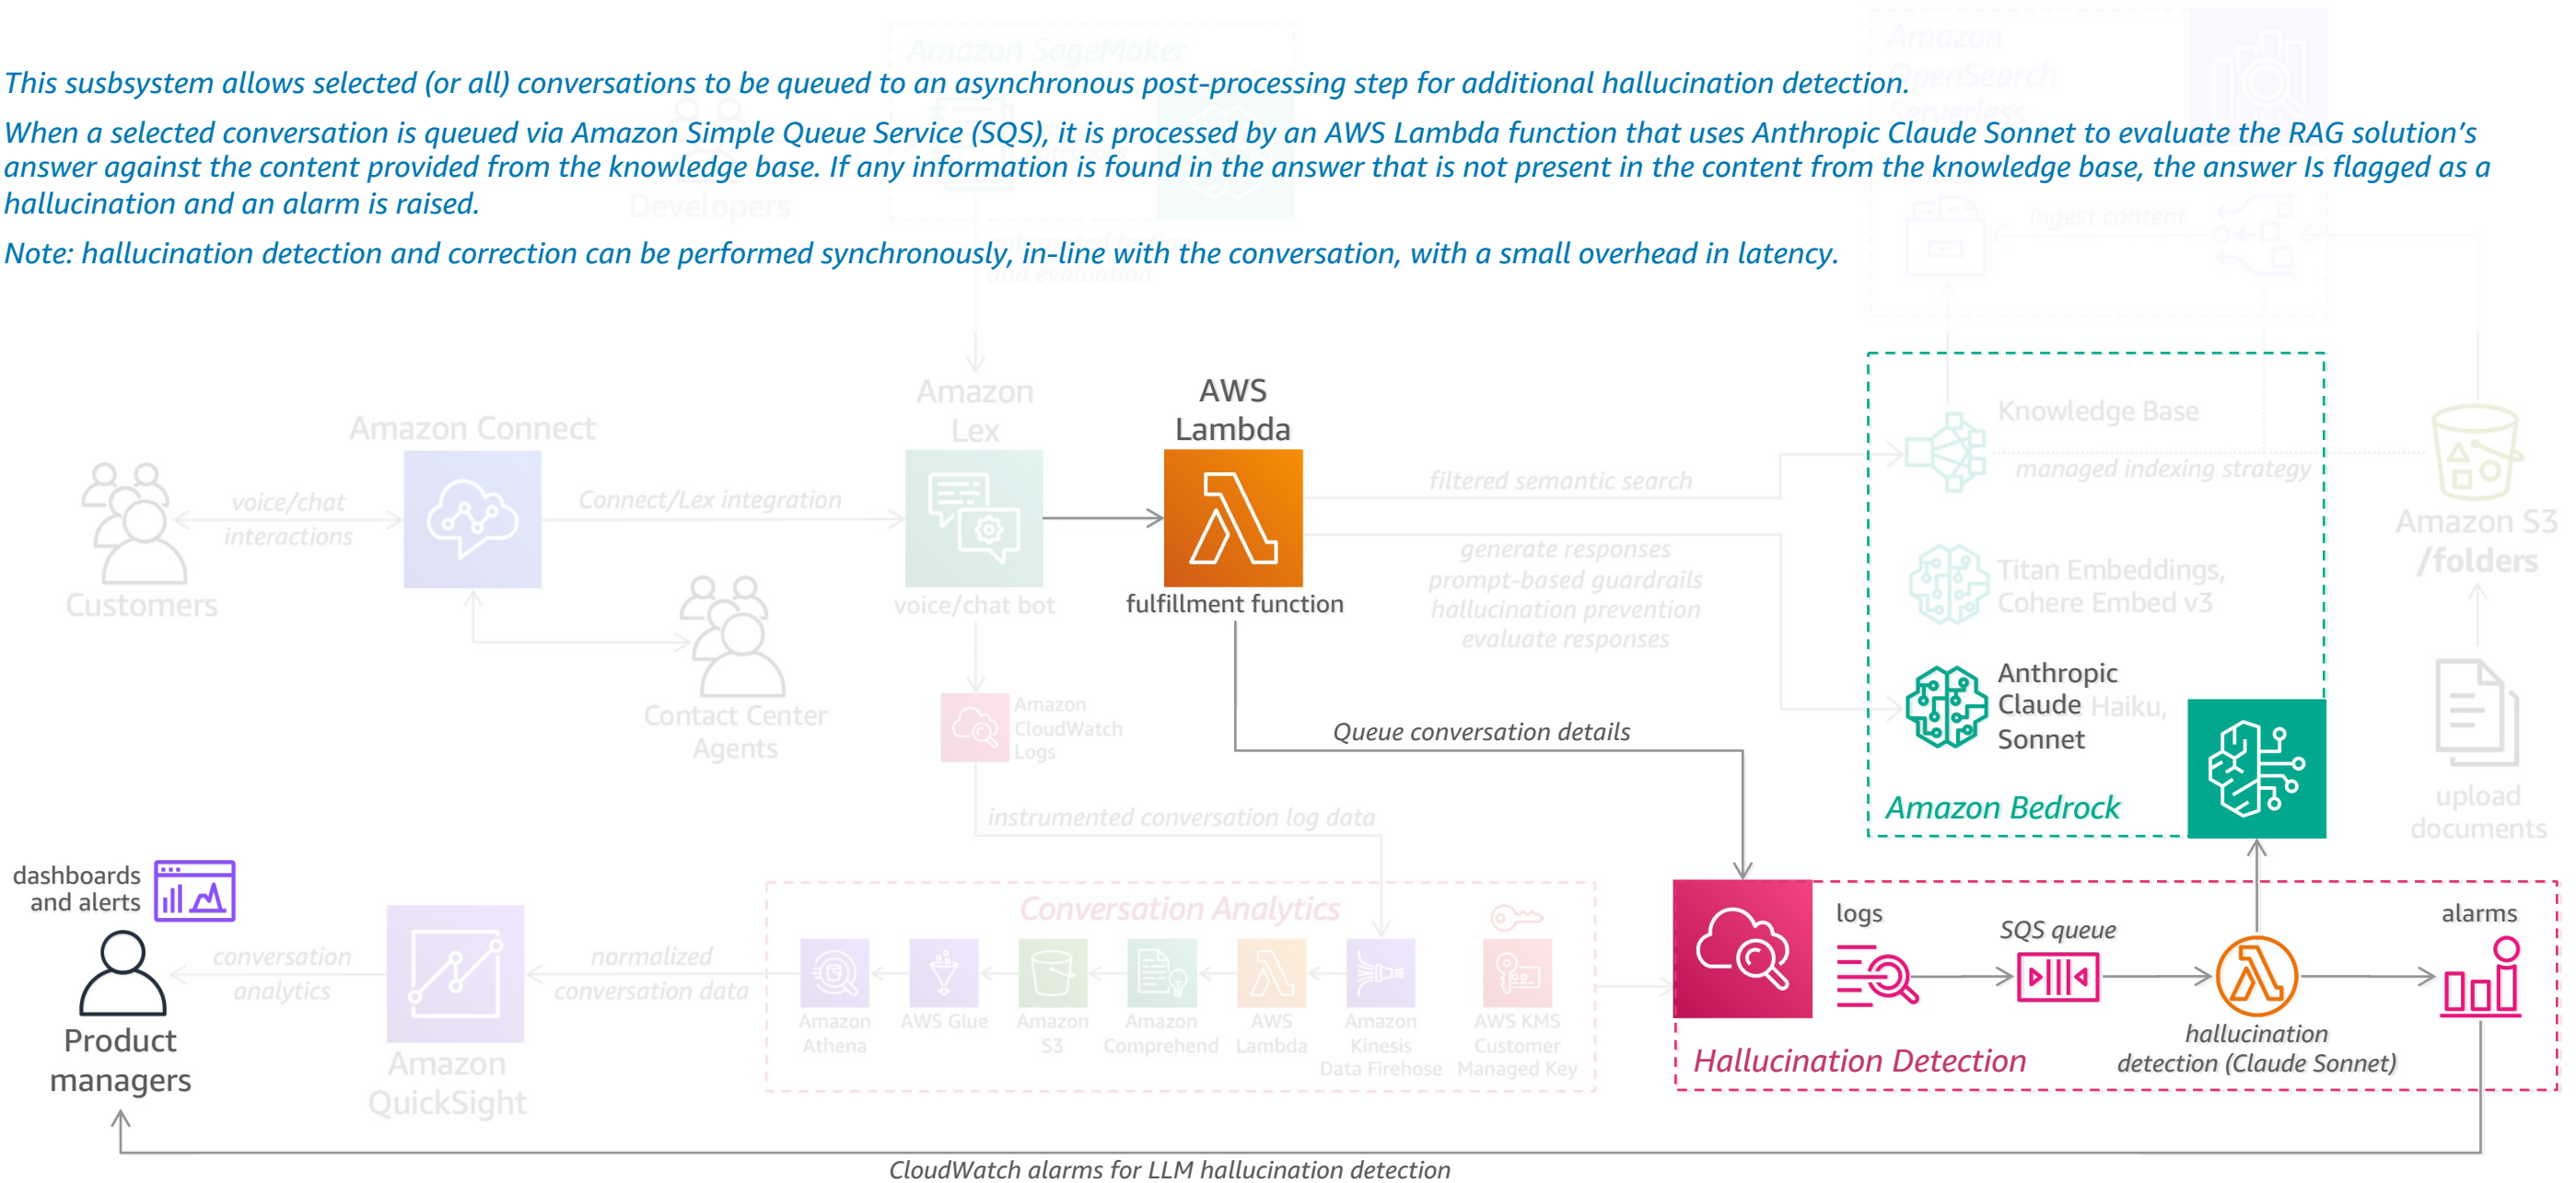 Amazon SageMaker
Amazon
OpenSearch
Serverless
This susbsystem allows selected (or all) conversations to be queued to an asynchronous post-processing step for additional hallucination detection.
When a selected conversation is queued via Amazon Simple Queue Service (SQS), it is processed by an AWS Lambda function that uses Anthropic Claude Sonnet to evaluate the RAG solution's
answer against the content provided from the knowledge base. If any information is found in the answer that is not present in the content from the knowledge base, the answer Is flagged as a
hallucination and an alarm is raised.
Developers
ingest content
Note: hallucination detection and correction can be performed synchronously, in-line with the conversation, with a small overhead in latency.
and evaluation
Amazon
Lex
AWS
Lambda
Amazon Connect
Knowledge Base
managed indexing strategy
filtered semantic search
voice/chat
interactions
Connect/Lex integration
Amazon S3
/folders
generate responses
prompt-based guardrails
hallucination prevention
evaluate responses
Titan Embeddings,
Cohere Embed v3
Customers
voice/chat bot
fulfillment function
Anthropic
Claude Haiku,
Sonnet
Contact Center
Agents
Amazon
CloudWatch
Logs
Queue conversation details
Amazon Bedrock
upload
documents
instrumented conversation log data
dashboards
and alerts
Conversation Analytics
logs
SQS queue
alarms
conversation
analytics
normalized
conversation data
Product
managers
Amazon
QuickSight
Amazon
Athena
AWS Glue
Amazon
S3
Amazon
Comprehend
AWS
Lambda
Amazon
Kinesis
Data Firehose
AWS KMS
Customer
Managed Key
Hallucination Detection
hallucination
detection (Claude Sonnet)
CloudWatch alarms for LLM hallucination detection